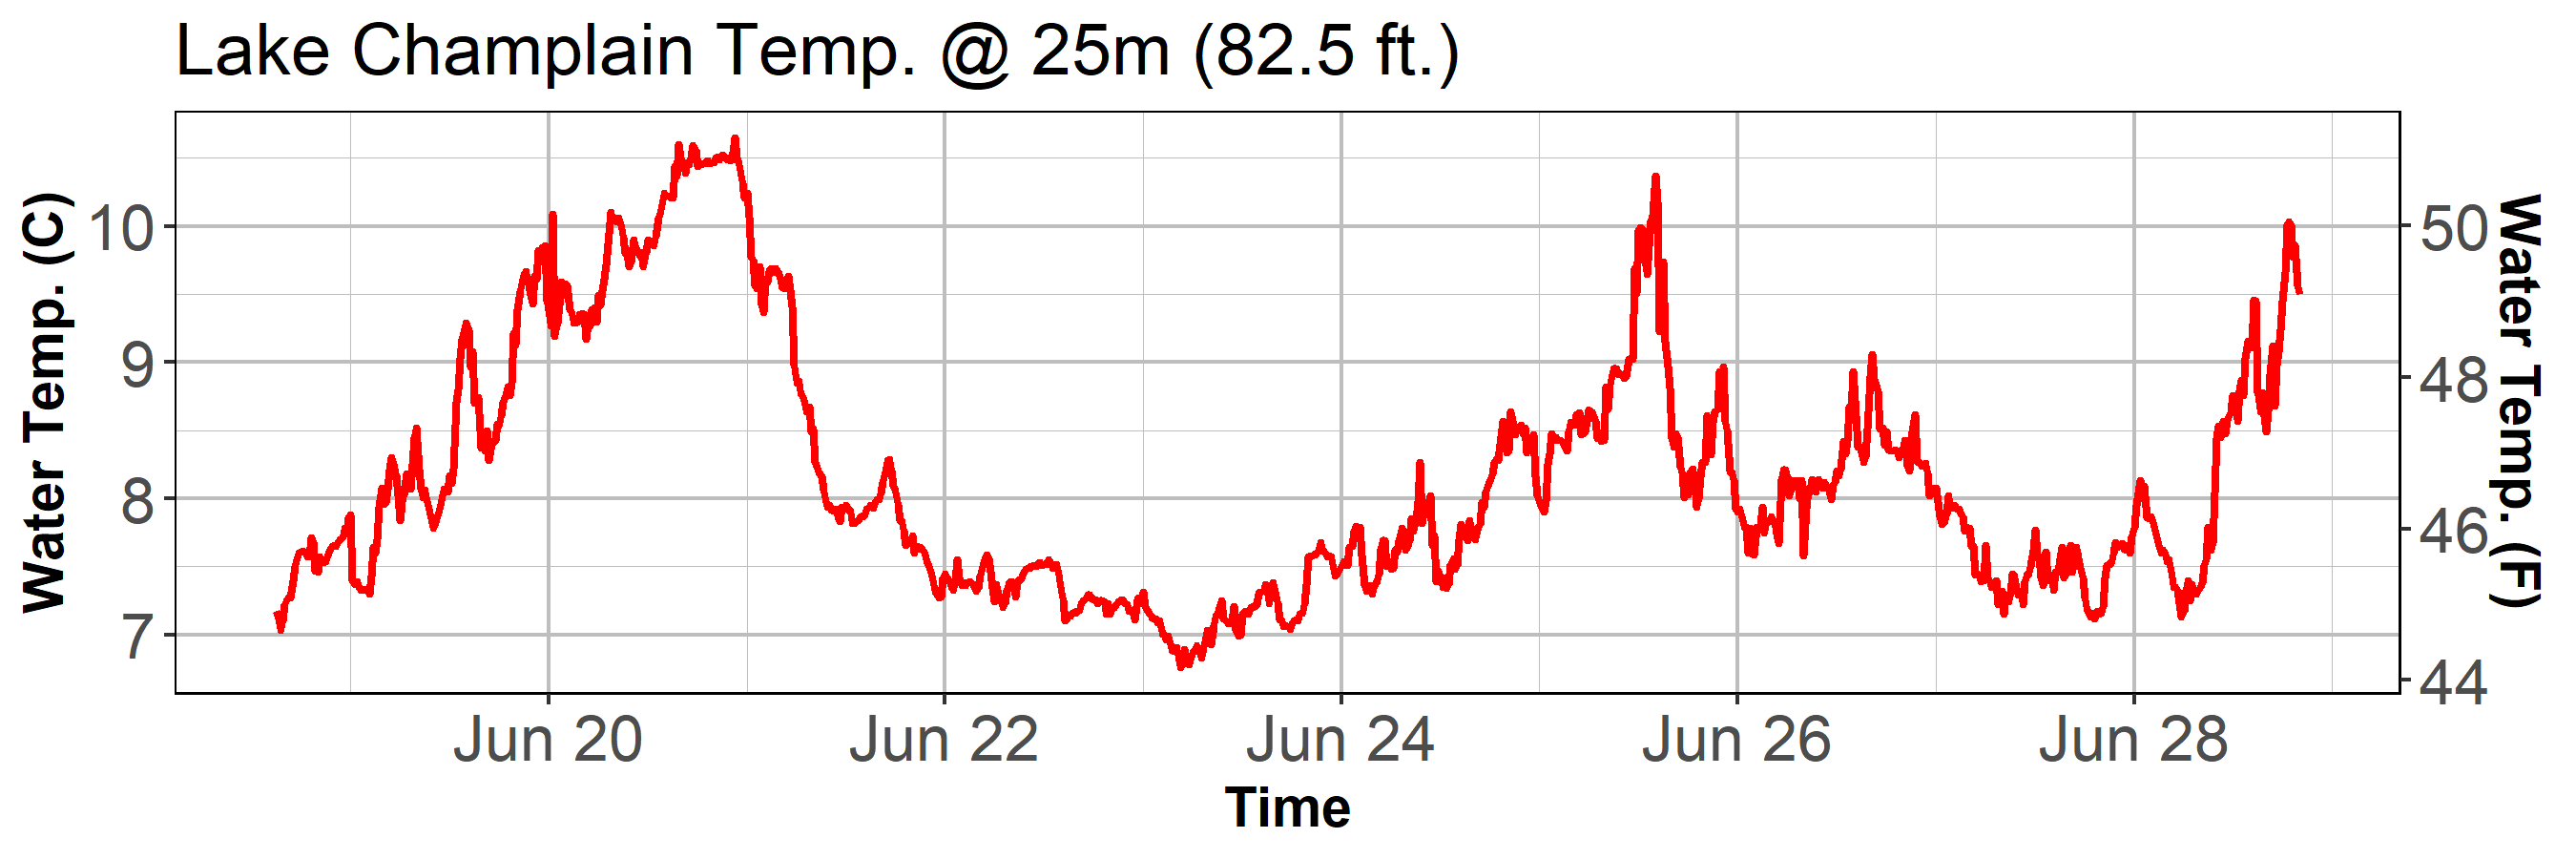 Lake Champlain Temp. @ 25m (82.5 ft.)
Water Temp. (C)
10
9
8
7
50
48
46
44
Water Temp. (F)
Jun 20
Jun 22
Jun 24
Jun 26
Jun 28
Time